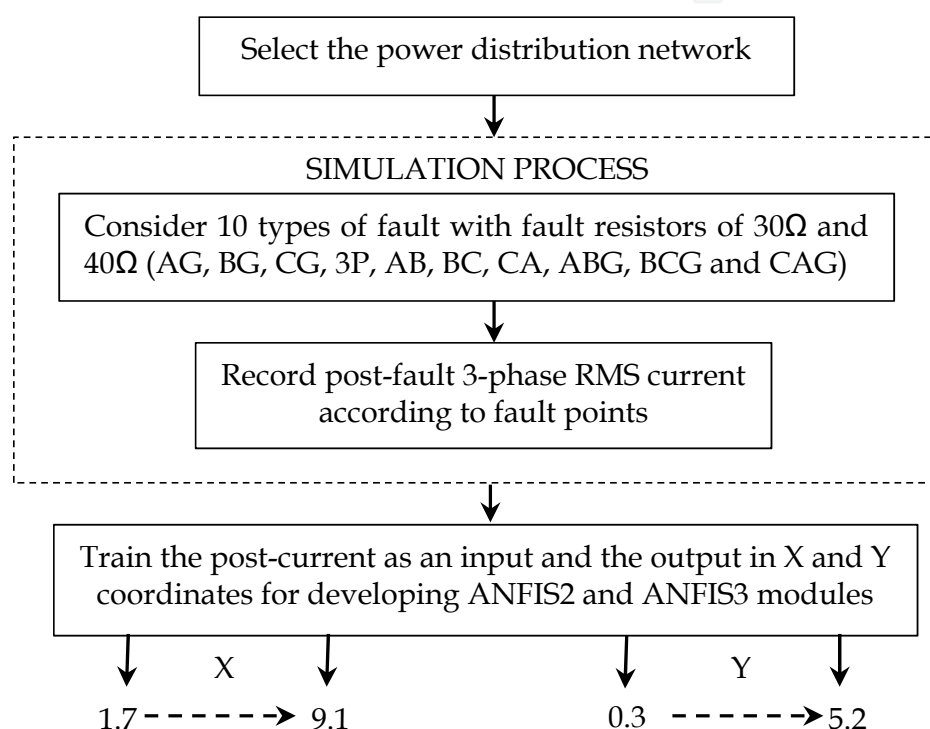 Select the power distribution network
SIMULATION PROCESS
Consider 10 types of fault with fault resistors of 30Ω and
40Ω (AG, BG, CG, 3P, AB, BC, CA, ABG, BCG and CAG)
Record post-fault 3-phase RMS current
according to fault points
Train the post-current as an input and the output in X and Y
coordinates for developing ANFIS2 and ANFIS3 modules
X Y
1.7 9.1 0.3 5.2